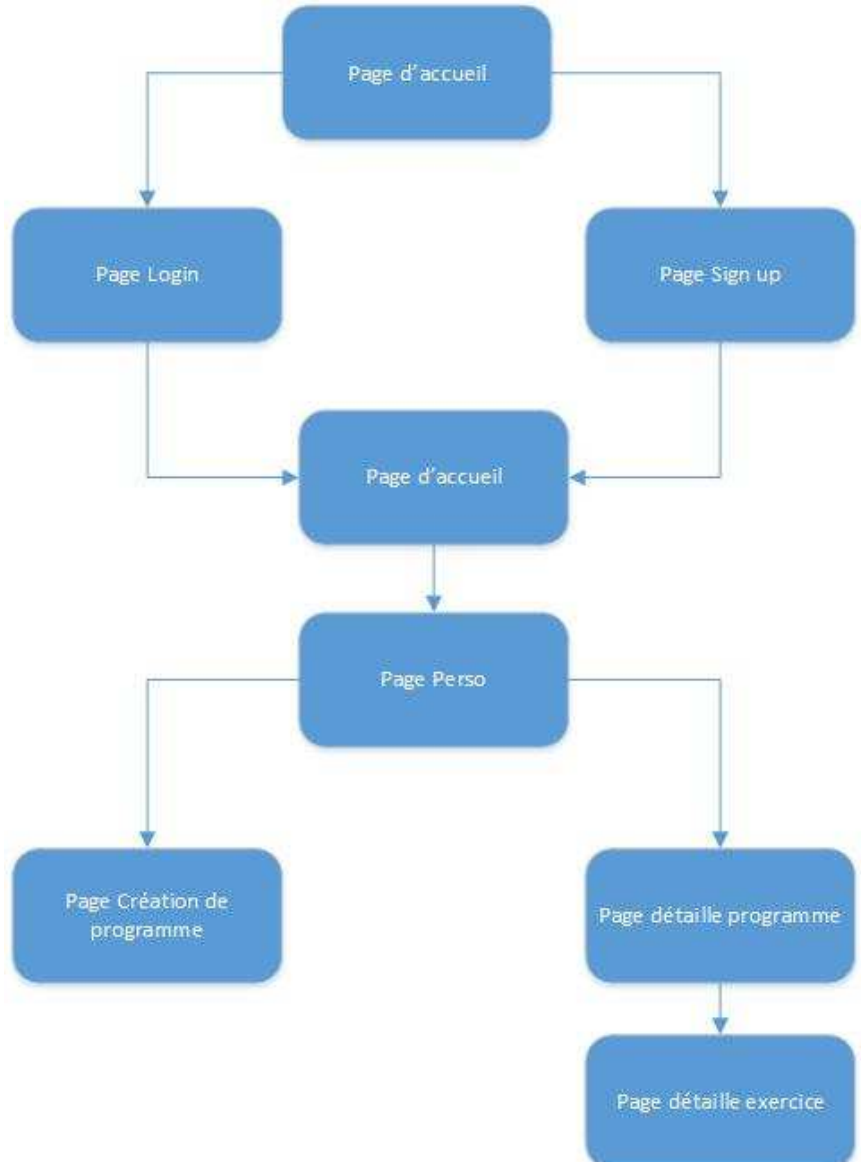 Page d'accueil
Page Login
Page Sign up
Page d'accueil
Page Perso
Page Création de
programme
Page détaille programme
Page détaille exercice